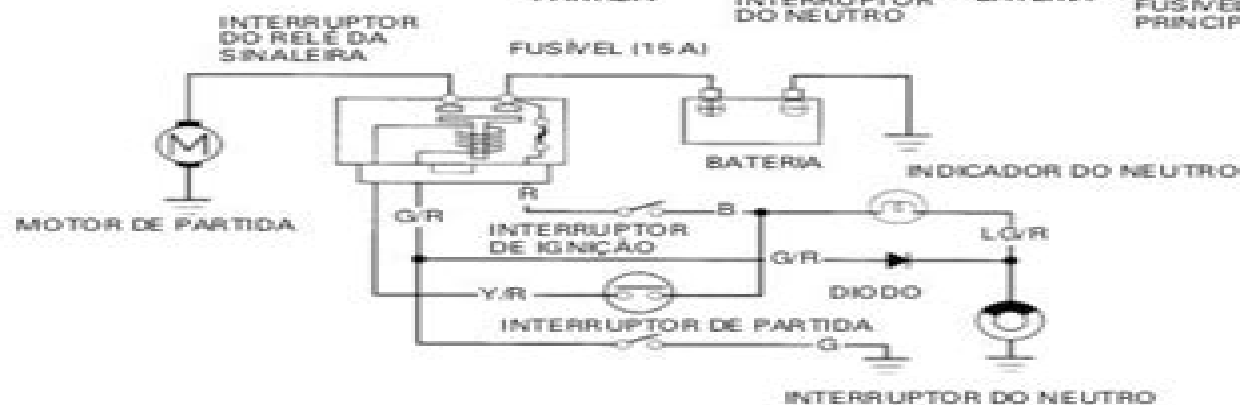 DO NEUTRO
INTERRUPTOR
DO RELÉ DA
SINALEIRA
FUSÍVEL (15 A)
M
BATERIA
INDICADOR DO NEUTRO
MOTOR DE PARTIDA
G/R
R
B
INTERRUPTOR
DE IGNIÇÃO
LG/R
G/R
Y/R
DIODO
INTERRUPTOR DE PARTIDA
G
INTERRUPTOR DO NEUTRO